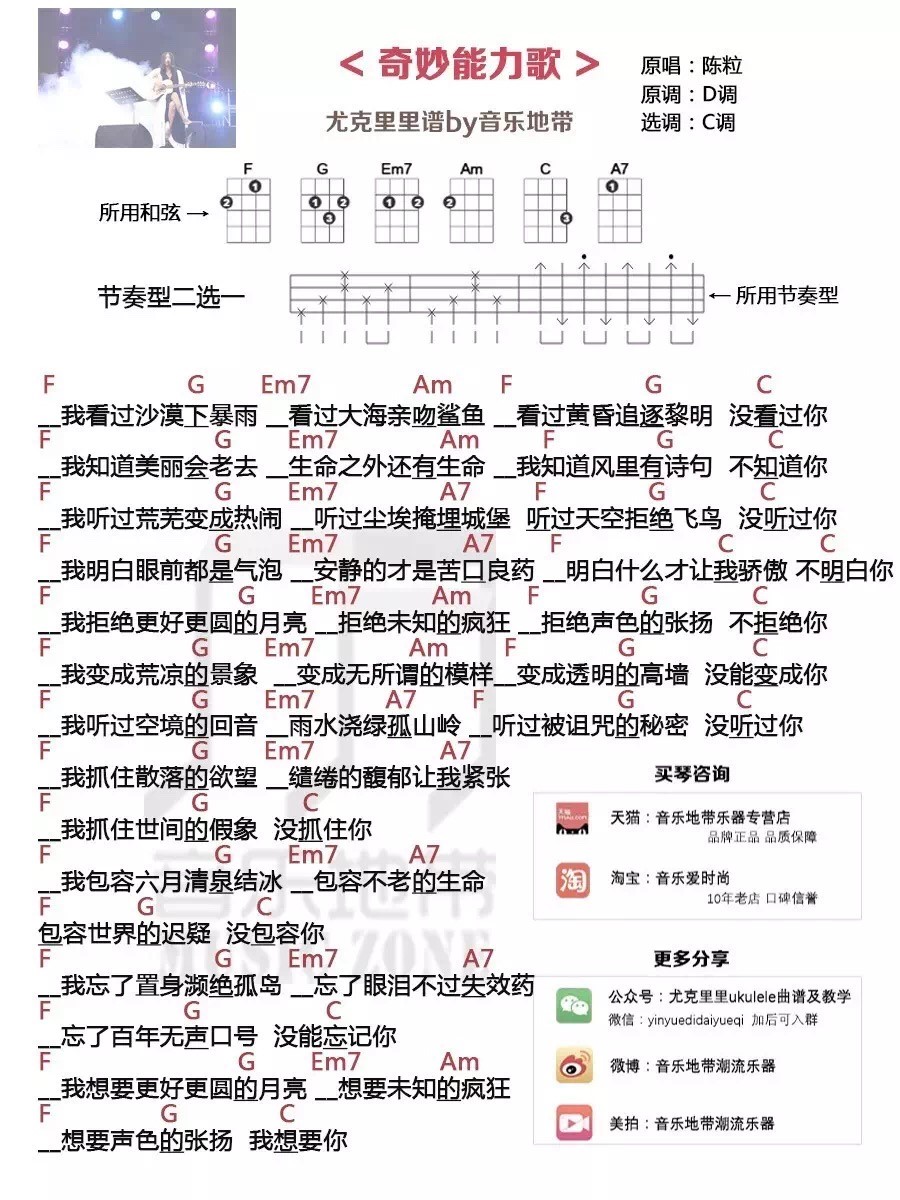 < 奇妙能力歌 >
原唱：陈粒
原调：D调
选调：C调
尤克里里谱by音乐地带
F G Em7 Am C A7
所用和弦→
节奏型二选一
←所用节奏型
F G Em7 Am F G C
__我看过沙漠下暴雨 __看过大海亲吻鲨鱼 __看过黄昏追逐黎明 没看过你
F G Em7 Am F G C
__我知道美丽会老去 __生命之外还有生命 __我知道风里有诗句 不知道你
F G Em7 A7 F G C
__我听过荒芜变成热闹 __听过尘埃掩埋城堡 听过天空拒绝飞鸟 没听过你
F G Em7 A7 F C C
__我明白眼前都是气泡 __安静的才是苦口良药 __明白什么才让我骄傲 不明白你
F G Em7 Am F G C
__我拒绝更好更圆的月亮 __拒绝未知的疯狂 __拒绝声色的张扬 不拒绝你
F G Em7 Am F G C
__我变成荒凉的景象 __变成无所谓的模样__变成透明的高墙 没能变成你
F G Em7 A7 F G C
__我听过空境的回音 __雨水浇绿孤山岭 __听过被诅咒的秘密 没听过你
F G Em7 A7
__我抓住散落的欲望 __缱绻的馥郁让我紧张
F G C
__我抓住世间的假象 没抓住你
F G Em7 A7
__我包容六月清泉结冰 __包容不老的生命
F G C
包容世界的迟疑 没包容你
F G Em7 A7
__我忘了置身濒绝孤岛 __忘了眼泪不过失效药
F G C
__忘了百年无声口号 没能忘记你
F G Em7 Am
__我想要更好更圆的月亮 __想要未知的疯狂
F G C
__想要声色的张扬 我想要你
买琴咨询
天猫：音乐地带乐器专营店
品牌正品 品质保障
淘宝：音乐爱时尚
10年老店 口碑信誉
更多分享
公众号：尤克里里ukulele曲谱及教学
微信：yinyuedidaiyueqi 加后可入群
微博：音乐地带潮流乐器
美拍：音乐地带潮流乐器
音乐地带
MUSIC ZONE